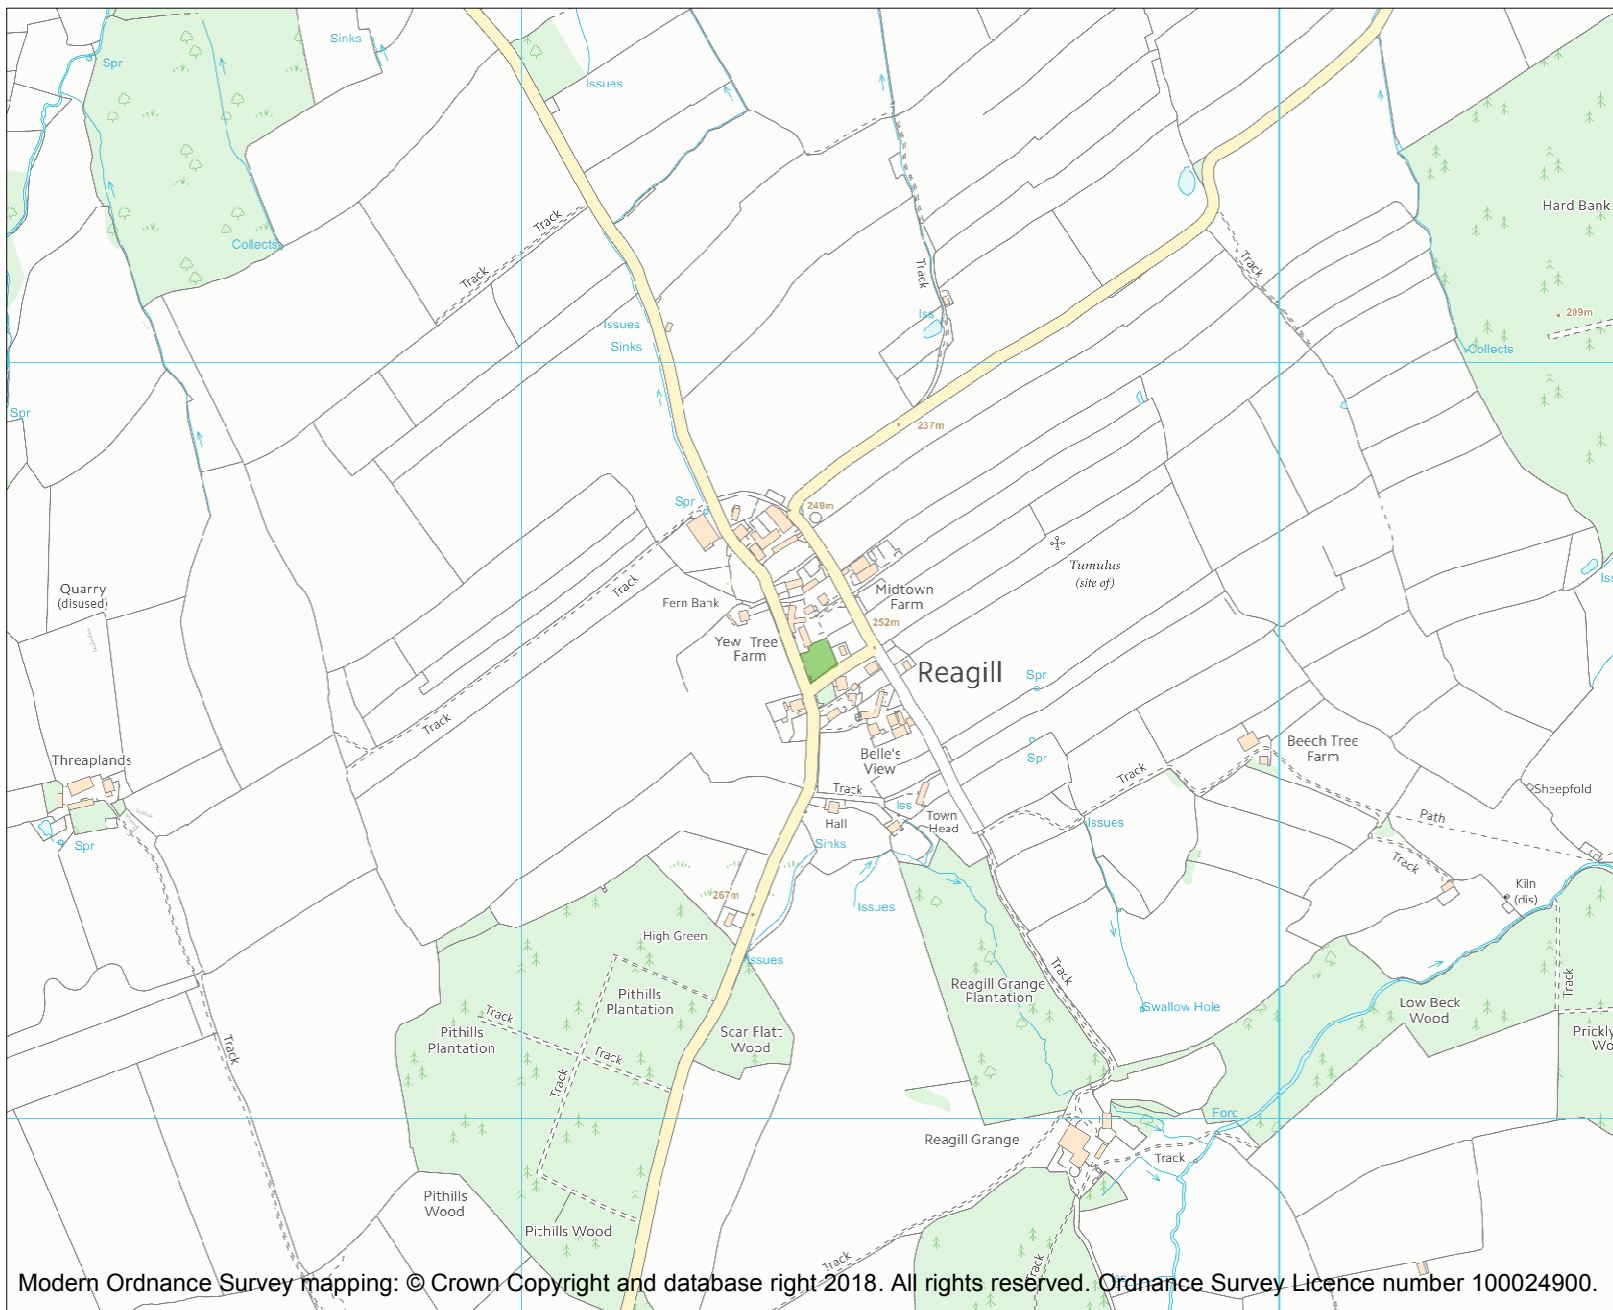 Sinks
Spr
Issues
Hard Bank
Track
Collects
Track
Track
Track
Iss
209m
Issues
Sinks
Collects
Spr
237m
Spr
249m
Tumulus
(site of)
Quarry
(disused)
Track
Midtown
Farm
Fern Bank
252m
Yew Tree
Farm
Reagill
Spr
Track
Belle's
View
Spr
Beech Tree
Farm
Threaplands
Track
Track
Sheepfold
Iss
Town
Head
Hall
Issues
Path
Spr
Sinks
Track
267m
Issues
Kiln
(dis)
High Green
Issues
Track
Reagill Grange
Plantation
Track
Pithills
Plantation
Swallow Hole
Low Beck
Wood
Track
Pithills
Plantation
Scar Flatt
Wood
Track
Track
Track
Ford
Reagill Grange
Track
Pithills
Wood
Pithills Wood
Track
Track
Modern Ordnance Survey mapping: © Crown Copyright and database right 2018. All rights reserved. Ordnance Survey Licence number 100024900.